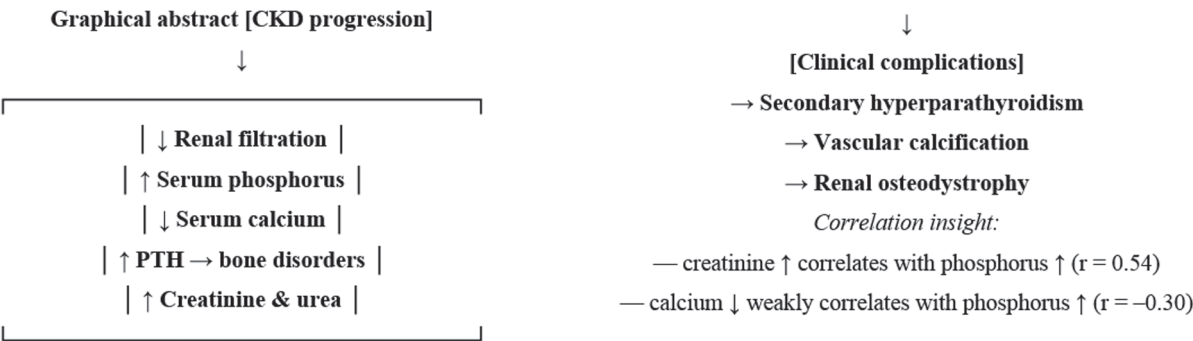 Graphical abstract [CKD progression]
↓
| ↓ Renal filtration |
| ↑ Serum phosphorus |
| ↓ Serum calcium |
| ↑ PTH → bone disorders |
| ↑ Creatinine & urea |
↓
[Clinical complications]
→ Secondary hyperparathyroidism
→ Vascular calcification
→ Renal osteodystrophy
Correlation insight:
— creatinine ↑ correlates with phosphorus ↑ (r = 0.54)
— calcium ↓ weakly correlates with phosphorus ↑ (r = –0.30)